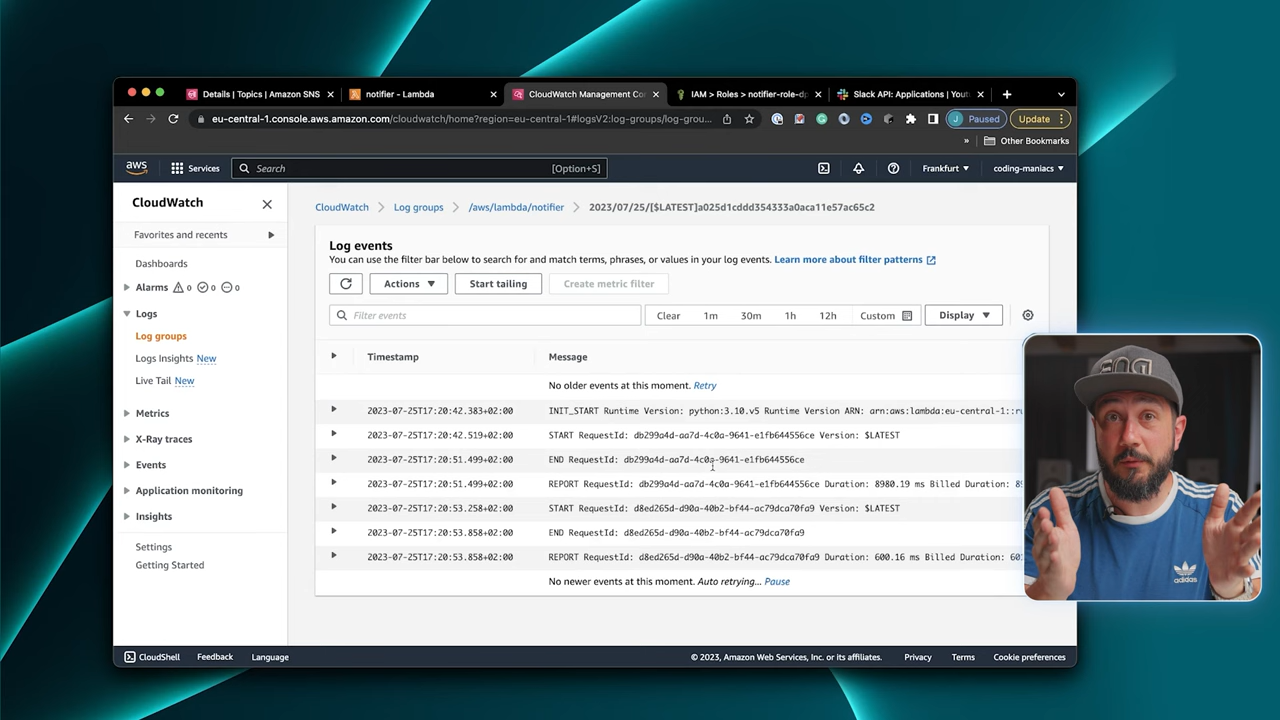 Details | Topics | Amazon SNS
notifier - Lambda
CloudWatch Management Co
IAM > Roles > notifier-role-dp
Slack API: Applications | You
eu-central-1.console.aws.amazon.com/cloudwatch/home?region=eu-central-1#logsV2:log-groups/log-grou...
J Paused
Update
»
Other Bookmarks
aws
Services
Search
[Option+S]
Frankfurt
coding-maniacs
CloudWatch
Favorites and recents
Dashboards
Alarms 0 0 0
Logs
Log groups
Logs Insights New
Live Tail New
Metrics
X-Ray traces
Events
Application monitoring
Insights
Settings
Getting Started
CloudWatch > Log groups > /aws/lambda/notifier > 2023/07/25/[$LATEST]a025d1cddd354333a0aca11e57ac65c2
Log events
You can use the filter bar below to search for and match terms, phrases, or values in your log events. Learn more about filter patterns
Actions
Start tailing
Create metric filter
Filter events
Clear
1m
30m
1h
12h
Custom
Display
Timestamp
Message
No older events at this moment. Retry
2023-07-25T17:20:42.383+02:00 INIT_START Runtime Version: python:3.10.v5 Runtime Version ARN: arn:aws:lambda:eu-central-1::ru
2023-07-25T17:20:42.519+02:00 START RequestId: db299a4d-aa7d-4c0a-9641-e1fb644556ce Version: $LATEST
2023-07-25T17:20:51.499+02:00 END RequestId: db299a4d-aa7d-4c0a-9641-e1fb644556ce
2023-07-25T17:20:51.499+02:00 REPORT RequestId: db299a4d-aa7d-4c0a-9641-e1fb644556ce Duration: 8980.19 ms Billed Duration: 89
2023-07-25T17:20:53.258+02:00 START RequestId: d8ed265d-d90a-40b2-bf44-ac79dca70fa9 Version: $LATEST
2023-07-25T17:20:53.858+02:00 END RequestId: d8ed265d-d90a-40b2-bf44-ac79dca70fa9
2023-07-25T17:20:53.858+02:00 REPORT RequestId: d8ed265d-d90a-40b2-bf44-ac79dca70fa9 Duration: 600.16 ms Billed Duration: 601
No newer events at this moment. Auto retrying... Pause
adidas
CloudShell
Feedback
Language
© 2023, Amazon Web Services, Inc. or its affiliates.
Privacy
Terms
Cookie preferences